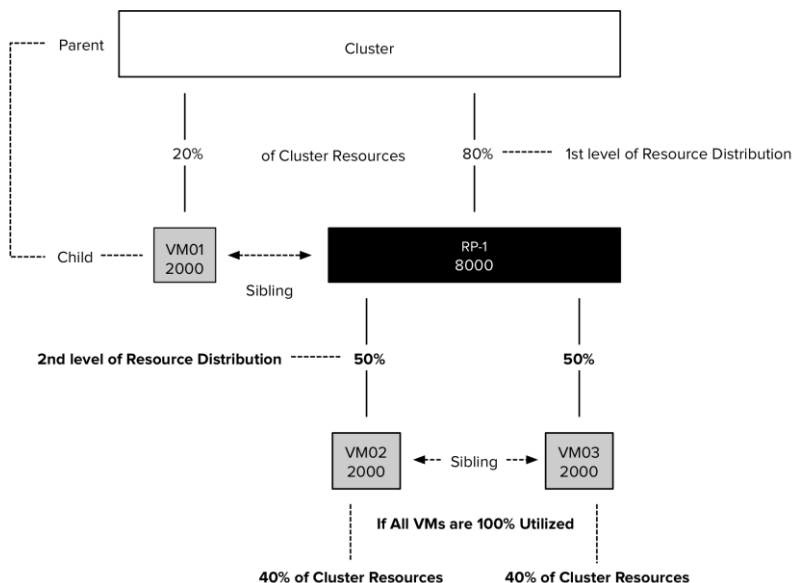 Parent
Cluster
20%
of Cluster Resources
80%
1st level of Resource Distribution
Child
VM01
2000
Sibling
RP-1
8000
2nd level of Resource Distribution
50%
50%
VM02
2000
Sibling
VM03
2000
If All VMs are 100% Utilized
40% of Cluster Resources
40% of Cluster Resources